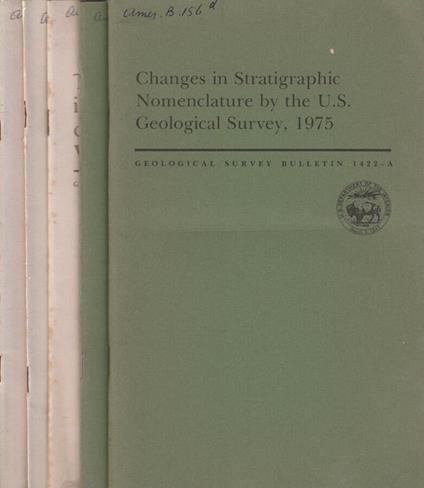 Amer. B. 156 d
Changes in Stratigraphic
Nomenclature by the U.S.
Geological Survey, 1975
GEOLOGICAL SURVEY BULLETIN 1422-A